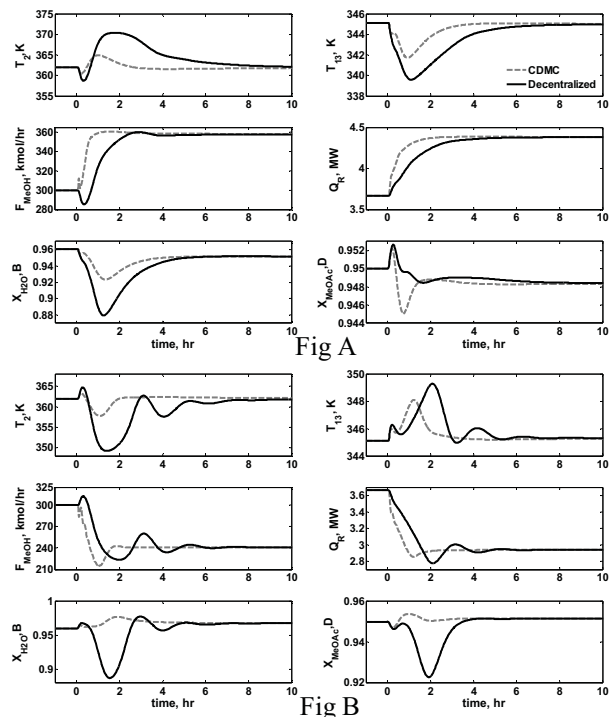 T2,K
375
370
365
360
355
0 2 4 6 8 10
T13, K
346
344
342
340
338
0 2 4 6 8 10
CDMC
Decentralized
FMeOH, kmol/hr
360
340
320
300
280
0 2 4 6 8 10
QR, MW
4.5
4
3.5
0 2 4 6 8 10
XH2O,B
0.96
0.94
0.92
0.9
0.88
0 2 4 6 8 10
time, hr
XMeOAc,D
0.952
0.950
0.948
0.946
0.944
0 2 4 6 8 10
time, hr
Fig A
T2,K
365
360
355
350
0 2 4 6 8 10
T13, K
350
348
346
344
0 2 4 6 8 10
FMeOH, kmol/hr
325
300
270
240
210
0 2 4 6 8 10
QR, MW
3.6
3.4
3.2
3
2.8
0 2 4 6 8 10
XH2O,B
1
0.95
0.9
0 2 4 6 8 10
time, hr
XMeOAc,D
0.96
0.94
0.92
0 2 4 6 8 10
time, hr
Fig B